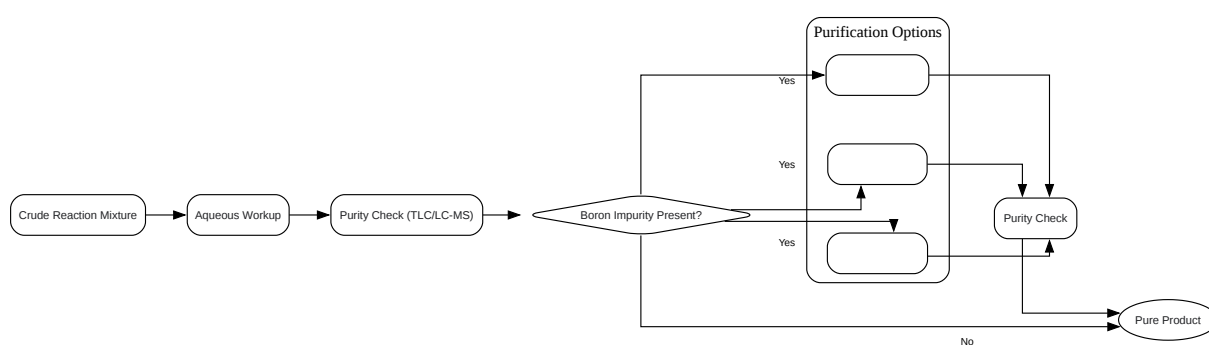 Purification Options
Yes
Yes
Crude Reaction Mixture
Aqueous Workup
Purity Check (TLC/LC-MS)
Boron Impurity Present?
Purity Check
Yes
Pure Product
No